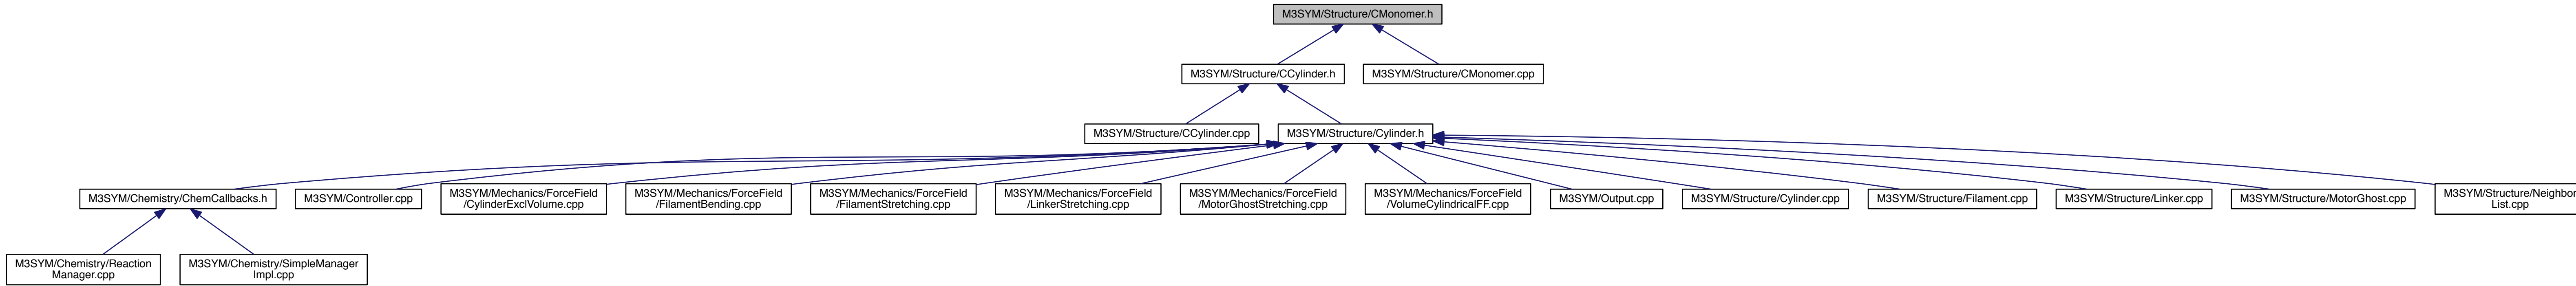 M3SYM/Structure/CMonomer.h
M3SYM/Structure/CCylinder.h
M3SYM/Structure/CMonomer.cpp
M3SYM/Structure/CCylinder.cpp
M3SYM/Structure/Cylinder.h
M3SYM/Chemistry/ChemCallbacks.h
M3SYM/Controller.cpp
M3SYM/Mechanics/ForceField
/CylinderExclVolume.cpp
M3SYM/Mechanics/ForceField
/FilamentBending.cpp
M3SYM/Mechanics/ForceField
/FilamentStretching.cpp
M3SYM/Mechanics/ForceField
/LinkerStretching.cpp
M3SYM/Mechanics/ForceField
/MotorGhostStretching.cpp
M3SYM/Mechanics/ForceField
/VolumeCylindricalFF.cpp
M3SYM/Output.cpp
M3SYM/Structure/Cylinder.cpp
M3SYM/Structure/Filament.cpp
M3SYM/Structure/Linker.cpp
M3SYM/Structure/MotorGhost.cpp
M3SYM/Structure/Neighbor
List.cpp
M3SYM/Chemistry/Reaction
Manager.cpp
M3SYM/Chemistry/SimpleManager
Impl.cpp